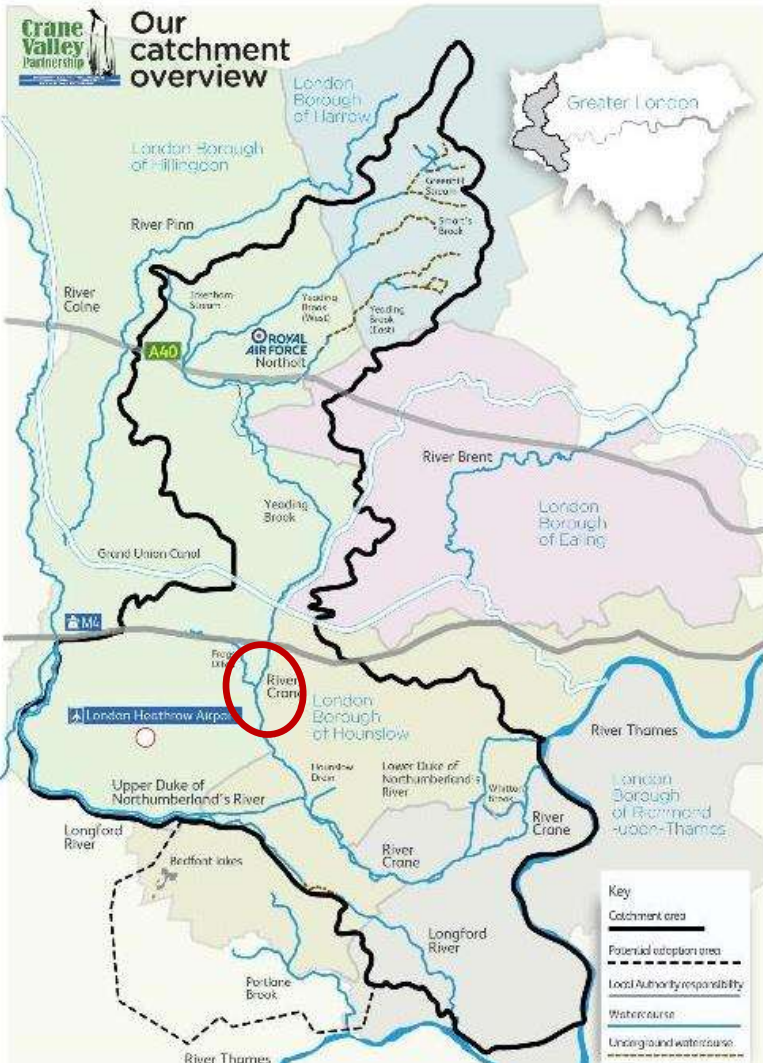 Crane
Valley
Partnership
Our
catchment
overview
London
Borough
of Harrow
Greater London
London Borough
of Hillingdon
Greenhill
Stream
River Pinn
Smart's
Brook
River
Colne
Ickenham
Stream
Yeading
Brook
(West)
Yeading
Brook
(East)
ROYAL
AIR FORCE
Northolt
A40
River Brent
Yeading
Brook
London
Borough
of Ealing
Grand Union Canal
M4
River
Crane
London Heathrow Airport
London
Borough
of Hounslow
River Thames
Hounslow
Drain
Lower Duke of
Northumberland's
River
Upper Duke of
Northumberland's River
Whitton
Brook
London
Borough
of Richmond
-upon-Thames
Longford
River
River
Crane
River
Crane
Bedfont lakes
Longford
River
Portlane
Brook
River Thames
Key
Catchment area
Potential adoption area
Local Authority responsibility
Watercourse
Underground watercourse